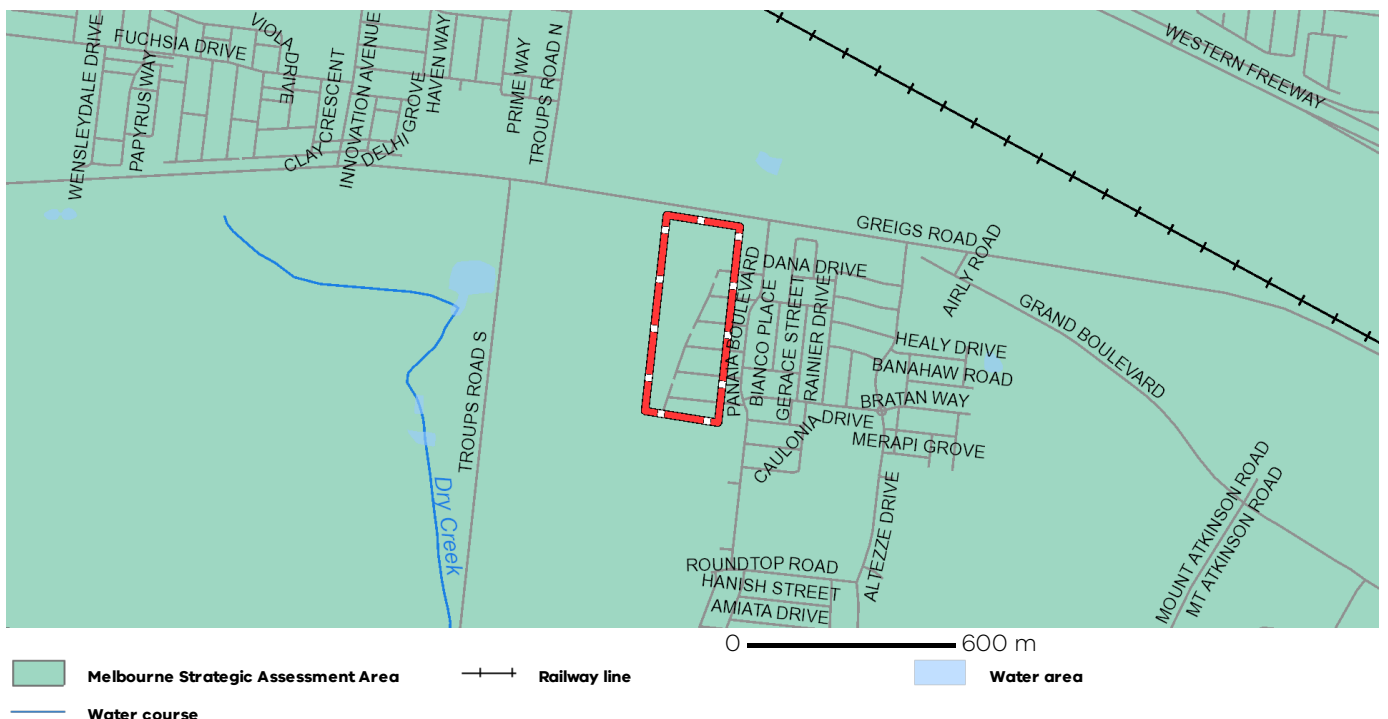 VIOLA DRIVE
FUCHSIA DRIVE
WENSLEYDALE DRIVE
PAPYRUS WAY
CLAY CRESCENT
INNOVATION AVENUE
DELHI GROVE
HAVEN WAY
PRIME WAY
TROUPS ROAD N
WESTERN FREEWAY
GREIGS ROAD
AIRLY ROAD
GRAND BOULEVARD
DANA DRIVE
PANAIA BOULEVARD
BIANCO PLACE
GERACE STREET
RAINIER DRIVE
HEALY DRIVE
BANAHAW ROAD
BRATAN WAY
CAULONIA DRIVE
MERAPI GROVE
TROUPS ROAD S
Dry Creek
ALTEZZE DRIVE
ROUNDTOP ROAD
HANISH STREET
AMIATA DRIVE
MOUNT ATKINSON ROAD
MT ATKINSON ROAD
0 600 m
Melbourne Strategic Assessment Area
Railway line
Water area
Water course